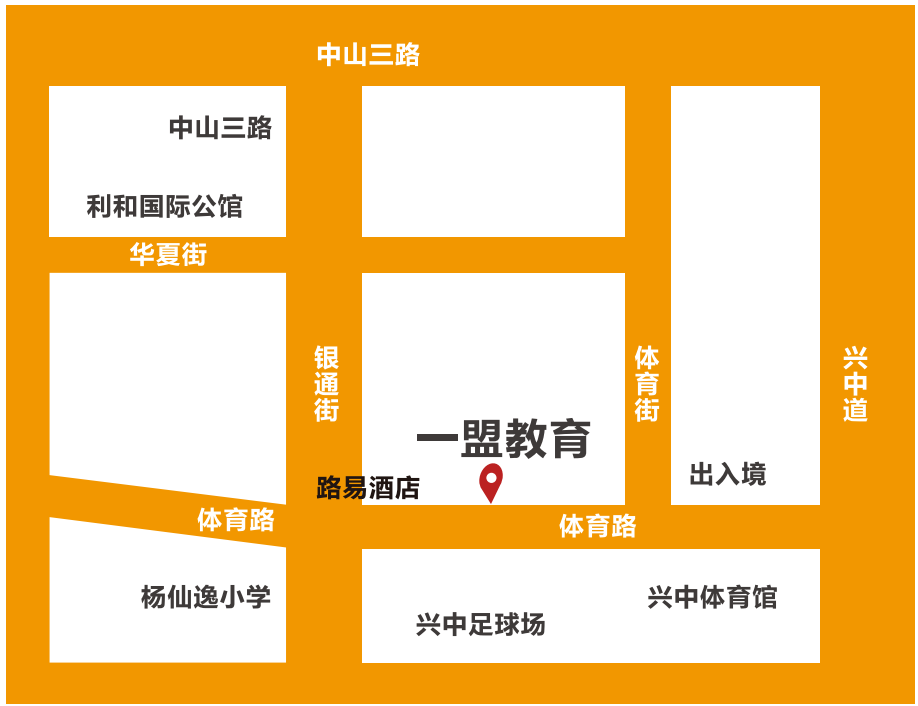 中山三路
中山三路
利和国际公馆
华夏街
银通街
体育街
兴中道
一盟教育
出入境
路易酒店
体育路
体育路
杨仙逸小学
兴中体育馆
兴中足球场